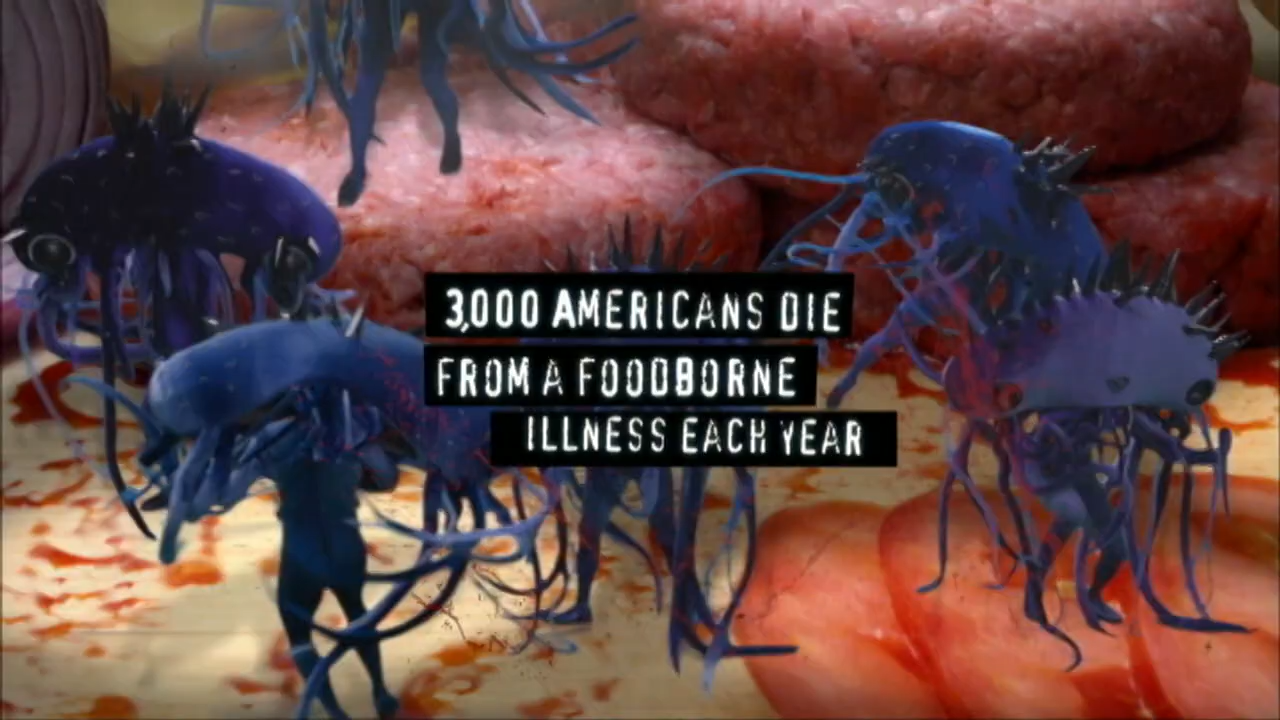 3,000 AMERICANS DIE
FROM A FOODBORNE
ILLNESS EACH YEAR